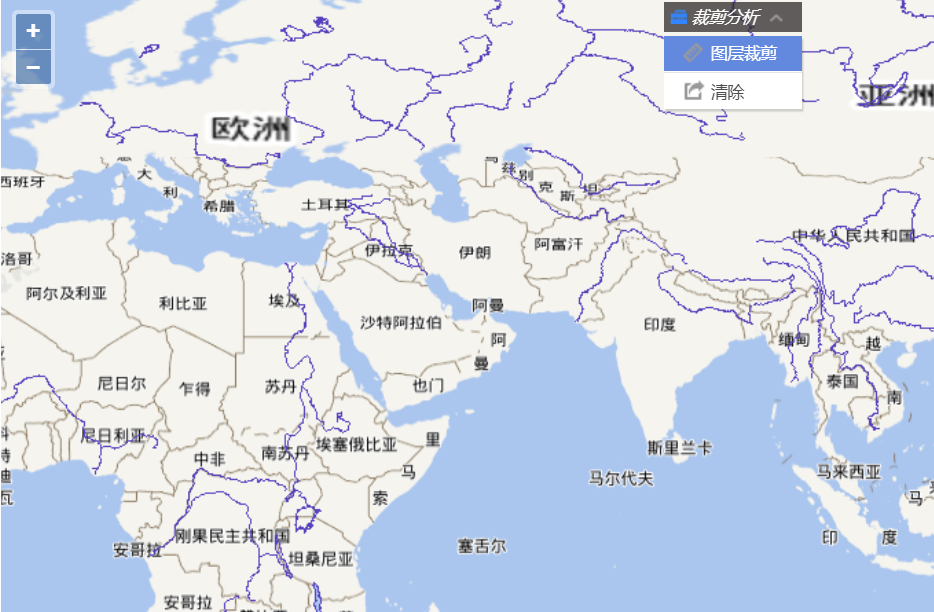 +
裁剪分析
图层裁剪
−
清除
亚洲
欧洲
大
利
兹
别
克
斯
坦
西班牙
希腊
土耳其
中华人民共和国
伊拉克
伊朗
阿富汗
洛哥
阿尔及利亚
利比亚
埃及
阿曼
沙特阿拉伯
印度
阿
曼
缅甸
越
尼日尔
乍得
苏丹
也门
泰国
南
尼日利亚
科
特
迪
瓦
中非
南苏丹
埃塞俄比亚
里
马
索
斯里兰卡
马尔代夫
马来西亚
马
来
安哥拉
刚果民主共和国
坦桑尼亚
塞舌尔
印
度
安哥拉